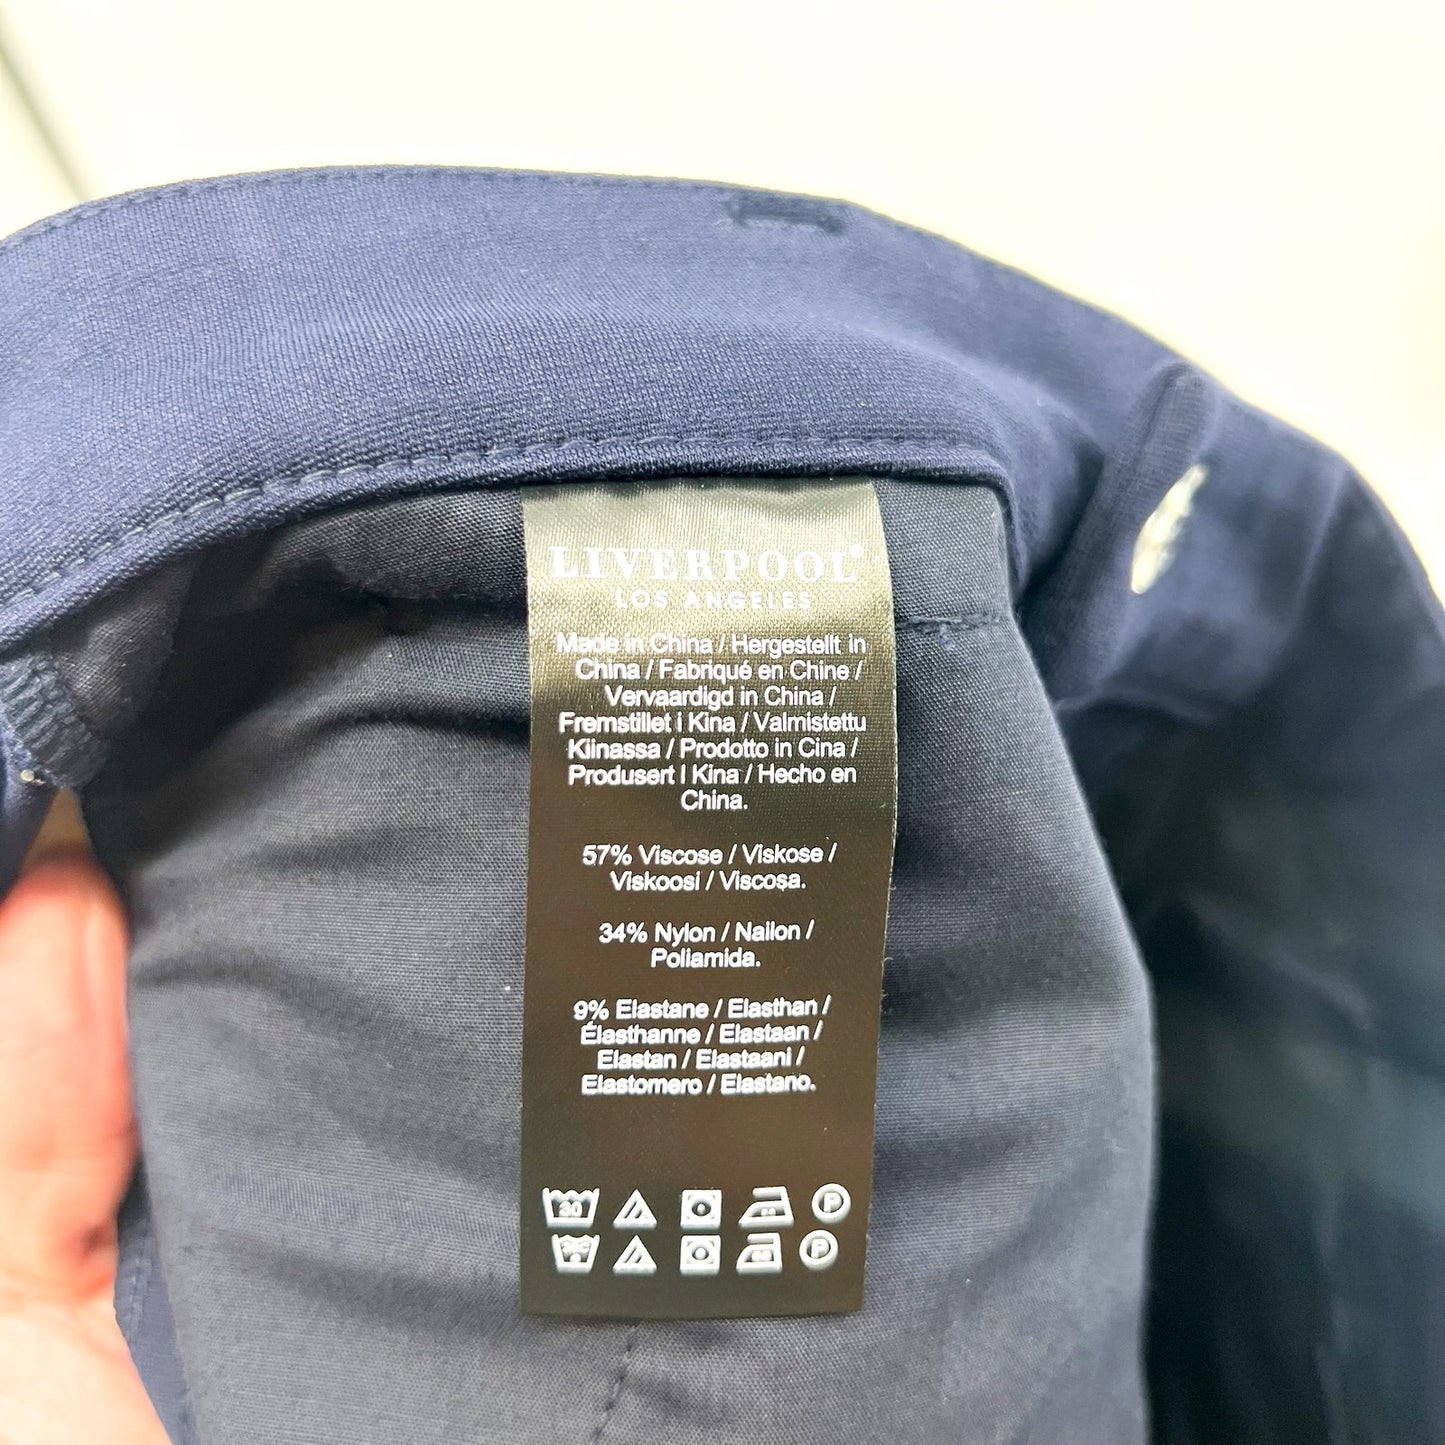 LIVERPOOL®
LOS ANGELES
Made in China / Hergestellt in
China / Fabriqué en Chine /
Vervaardigd in China /
Fremstillet i Kina / Valmistettu
Kiinassa / Prodotto in Cina /
Produsert i Kina / Hecho en
China.
57% Viscose / Viskose /
Viskoosi / Viscosa.
34% Nylon / Nailon /
Poliamida.
9% Elastane / Elasthan /
Élasthanne / Elastaan /
Elastan / Elastaani /
Elastomero / Elastano.
30 P
P